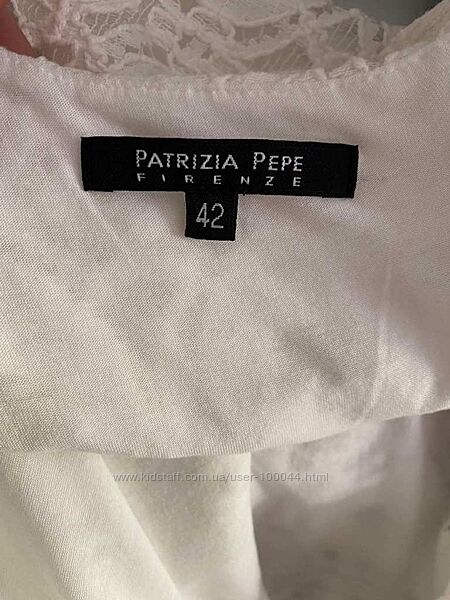 PATRIZIA PEPE
FIRENZE
42
www.kidstaff.com.ua/user-100044.html